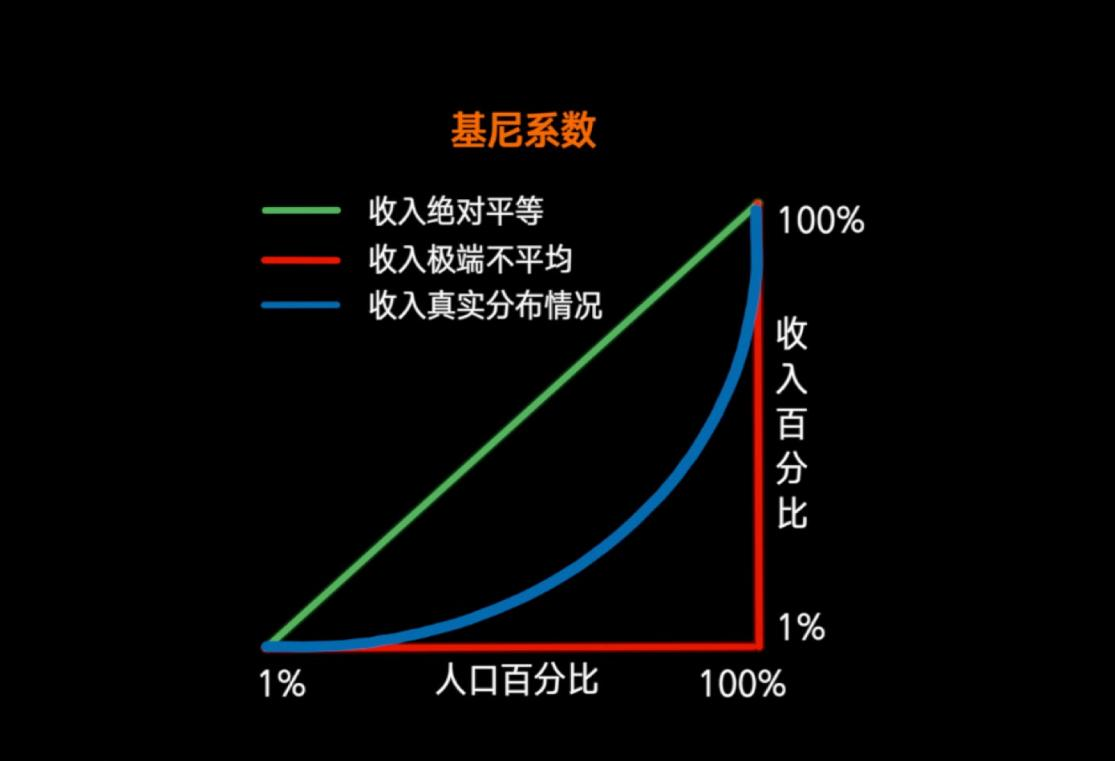 基尼系数
收入绝对平等
收入极端不平均
收入真实分布情况
100%
收入百分比
1%
1%
人口百分比
100%